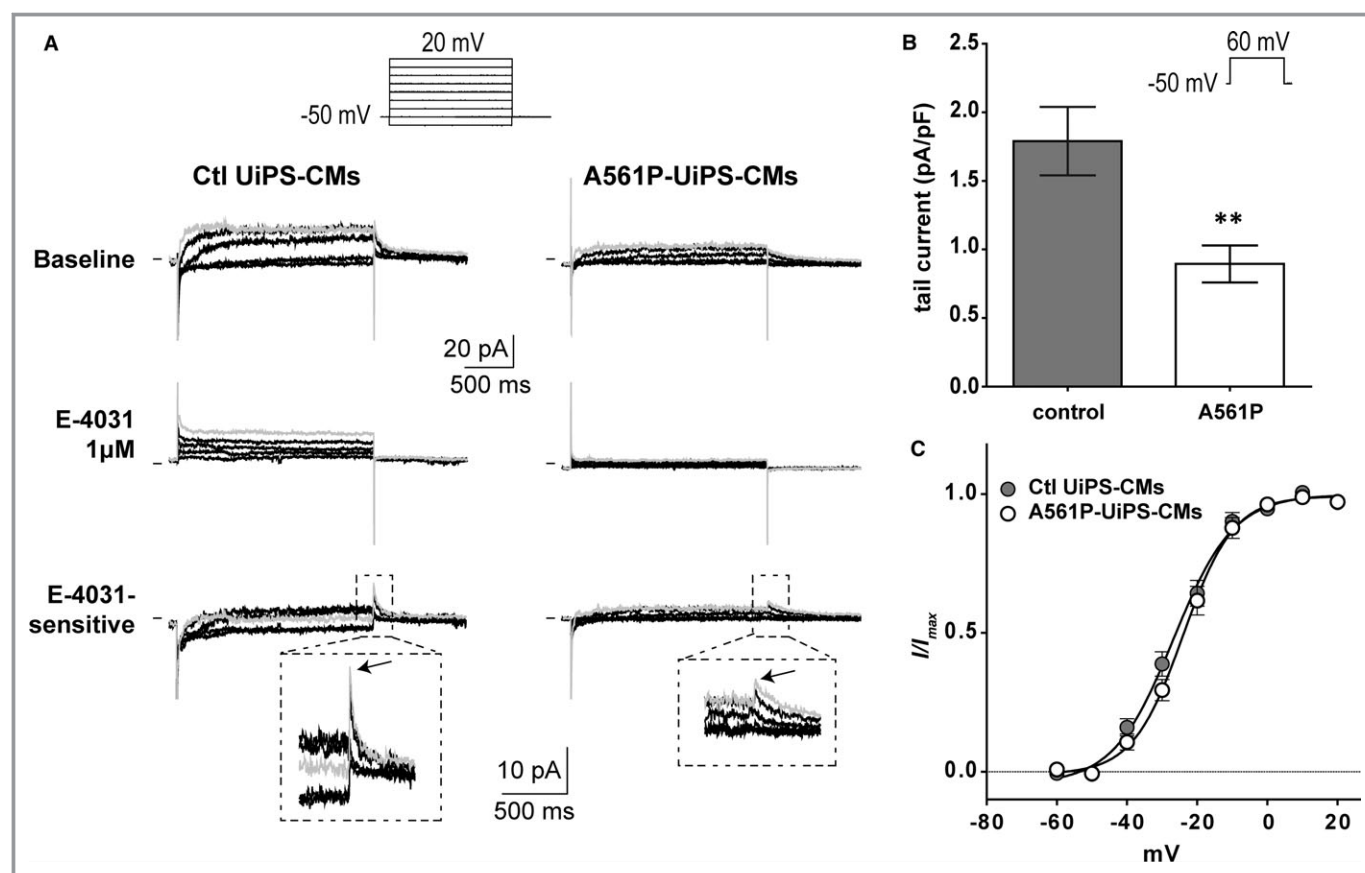 A
20 mV
-50 mV
Ctl UiPS-CMs
A561P-UiPS-CMs
Baseline
20 pA
500 ms
E-4031
1µM
E-4031-
sensitive
10 pA
500 ms
B
2.5
2.0
1.5
1.0
0.5
0.0
tail current (pA/pF)
60 mV
-50 mV
**
control
A561P
C
Ctl UiPS-CMs
A561P-UiPS-CMs
1.0
0.5
0.0
I/Imax
-80
-60
-40
-20
0
20
mV